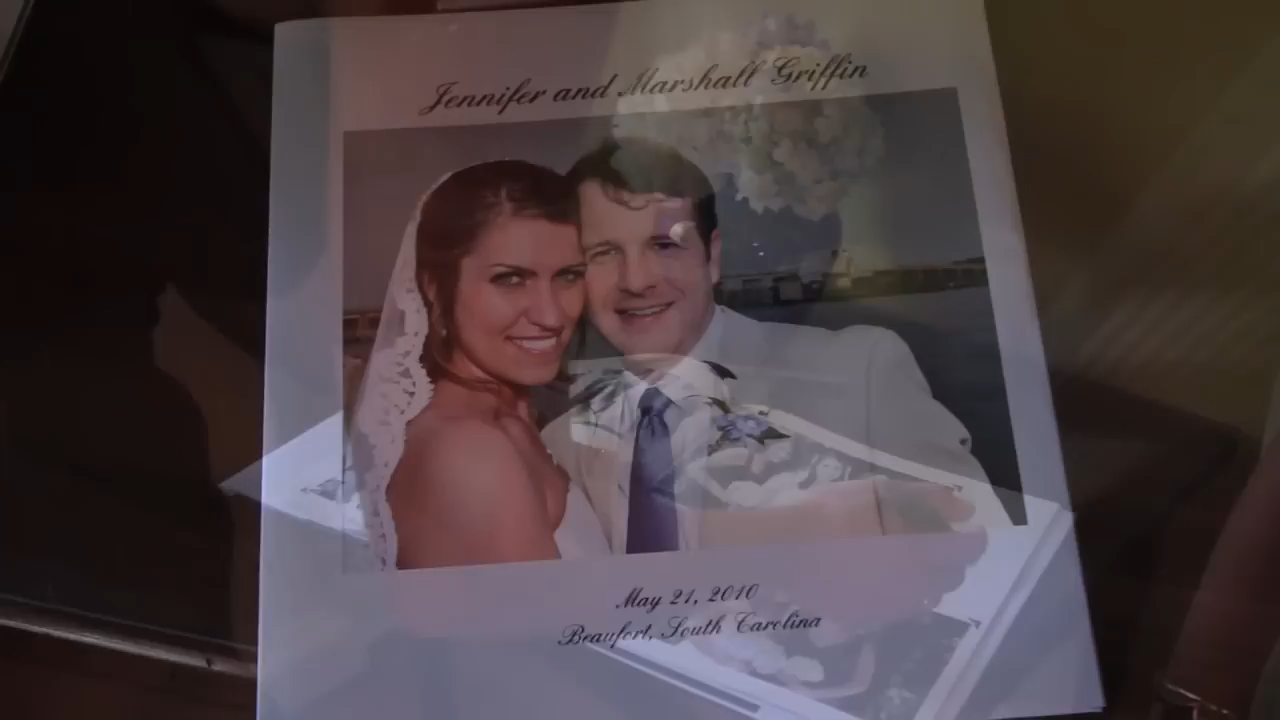 Jennifer and Marshall Griffin
May 21, 2010
Beaufort, South Carolina